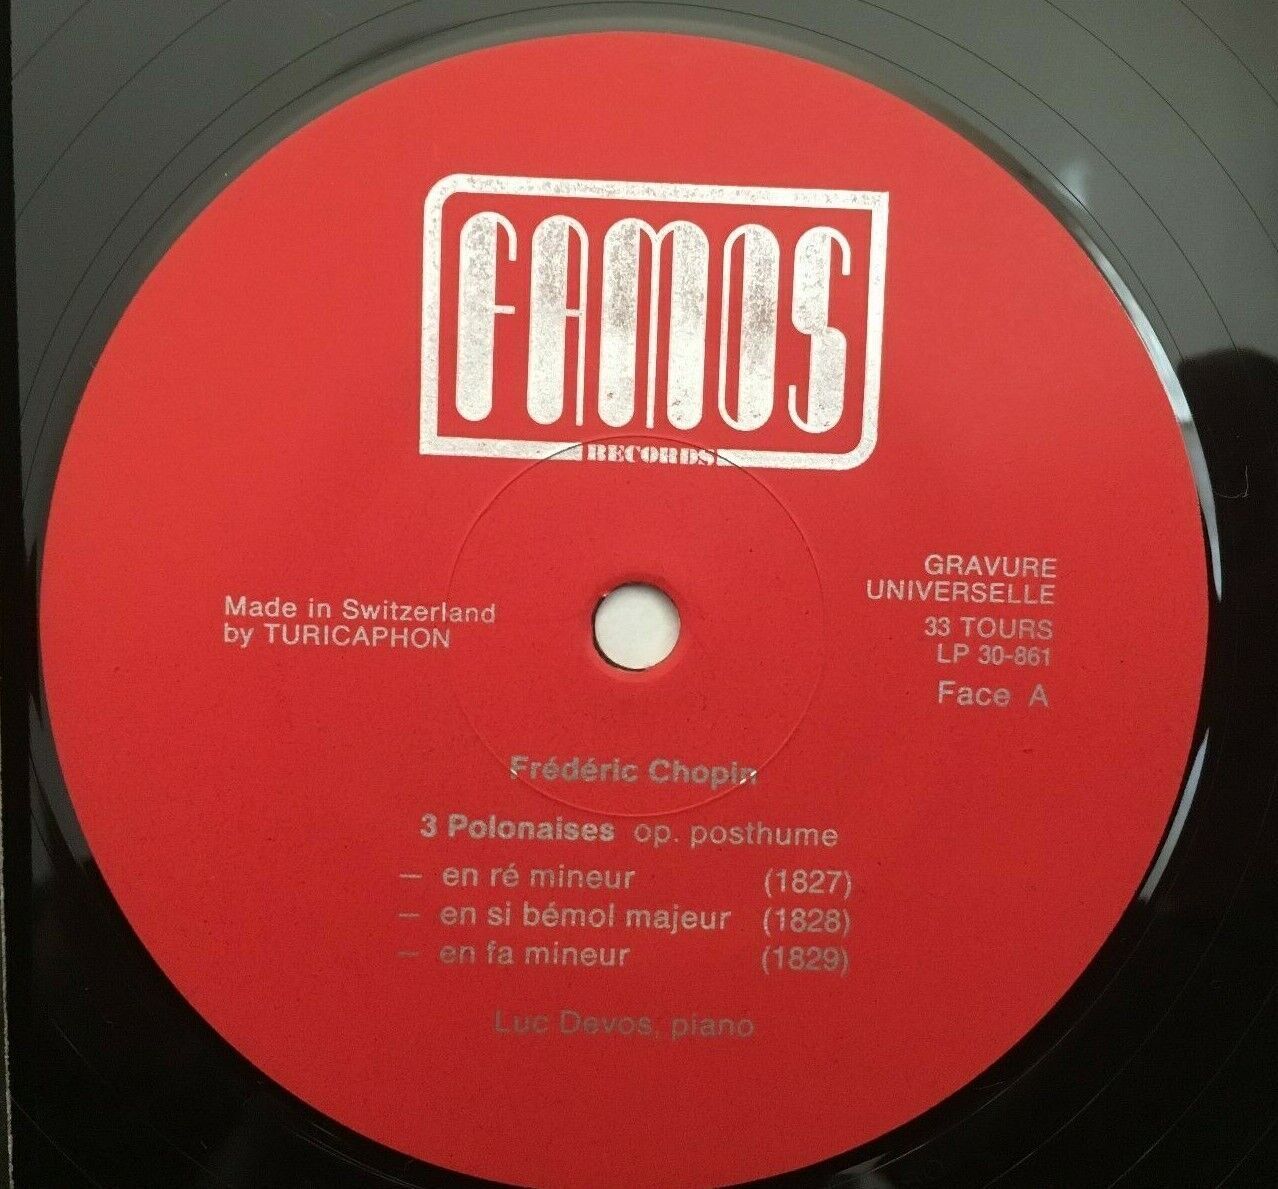 FAMOS
RECORDS
Made in Switzerland
by TURICAPHON
GRAVURE
UNIVERSELLE
33 TOURS
LP 30-861
Face A
Frédéric Chopin
3 Polonaises op. posthume
– en ré mineur (1827)
– en si bémol majeur (1828)
– en fa mineur (1829)
Luc Devos, piano